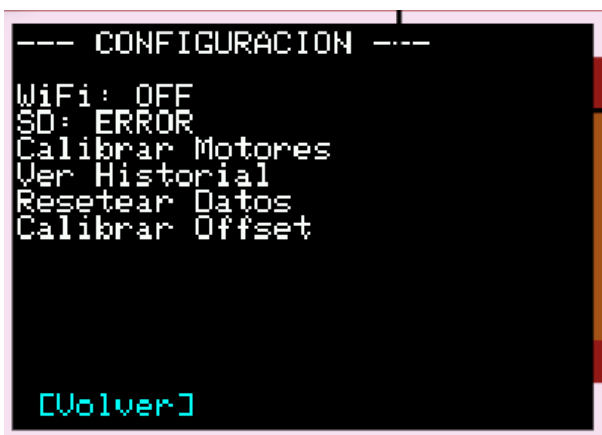 --- CONFIGURACION ---
WiFi: OFF
SD: ERROR
Calibrar Motores
Ver Historial
Resetear Datos
Calibrar Offset
[Volver]